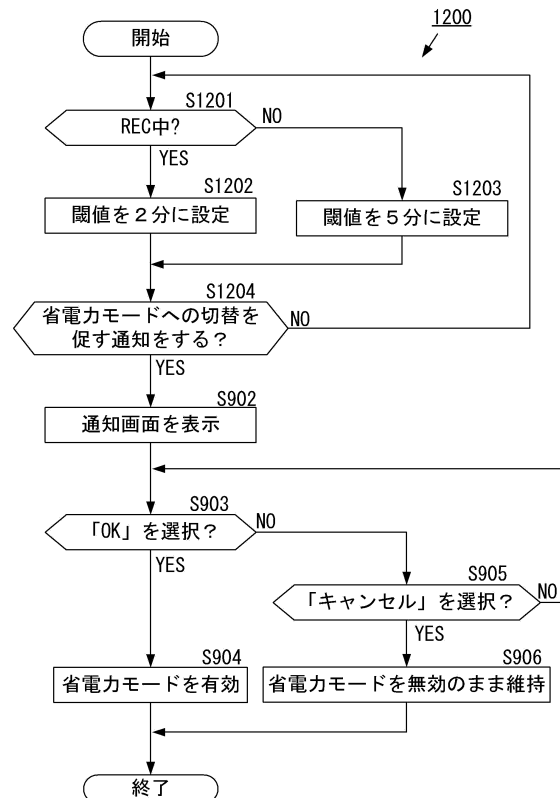 1200
開始
S1201
REC中?
NO
YES
S1202
閾値を２分に設定
S1203
閾値を５分に設定
S1204
省電力モードへの切替を
促す通知をする？
NO
YES
S902
通知画面を表示
S903
「OK」を選択？
NO
YES
S905
「キャンセル」を選択？
NO
YES
S904
省電力モードを有効
S906
省電力モードを無効のまま維持
終了